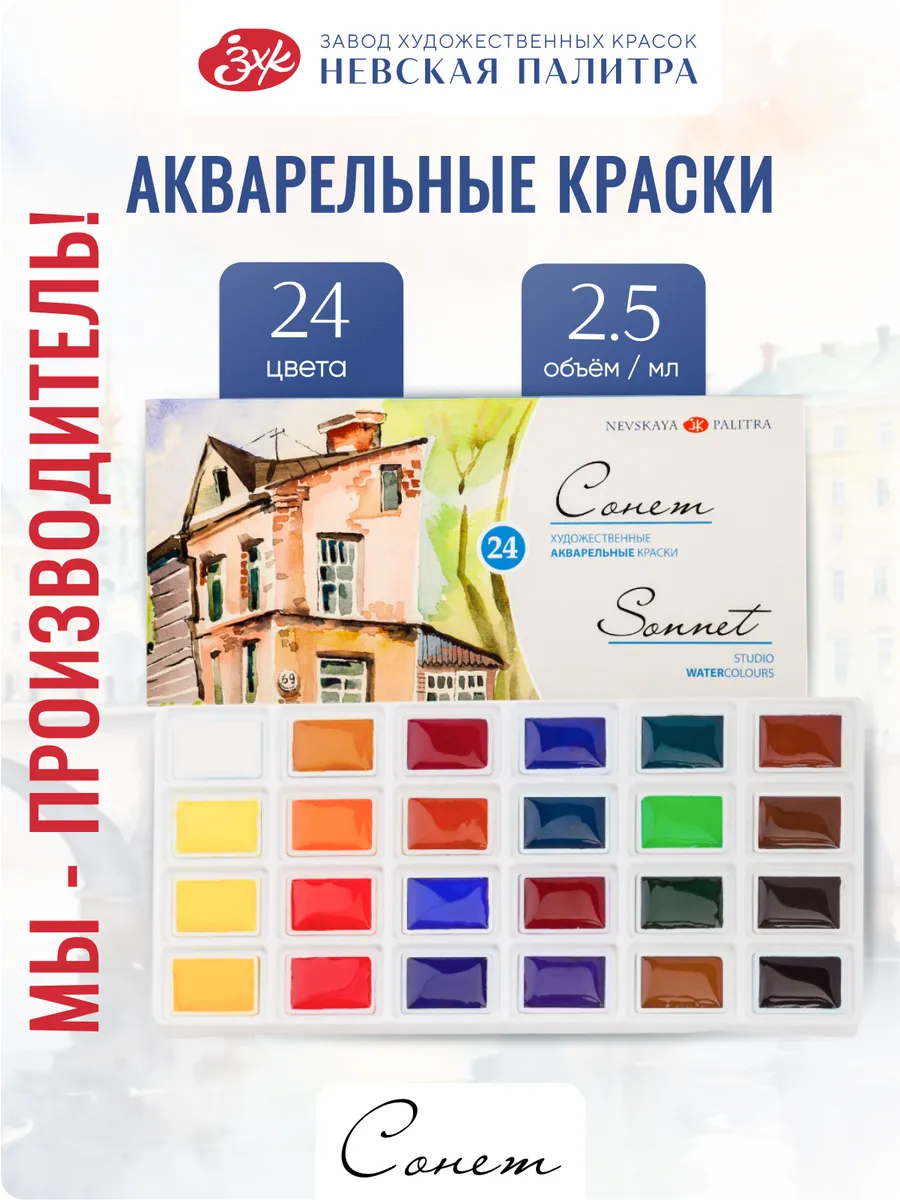 ЗХК
ЗАВОД ХУДОЖЕСТВЕННЫХ КРАСОК
НЕВСКАЯ ПАЛИТРА
АКВАРЕЛЬНЫЕ КРАСКИ
МЫ - ПРОИЗВОДИТЕЛЬ!
24
цвета
2.5
объём / мл
NEVSKAYA ЗХК PALITRA
Сонет
24
ХУДОЖЕСТВЕННЫЕ
АКВАРЕЛЬНЫЕ КРАСКИ
Sonnet
STUDIO
WATERCOLOURS
69
Сонет